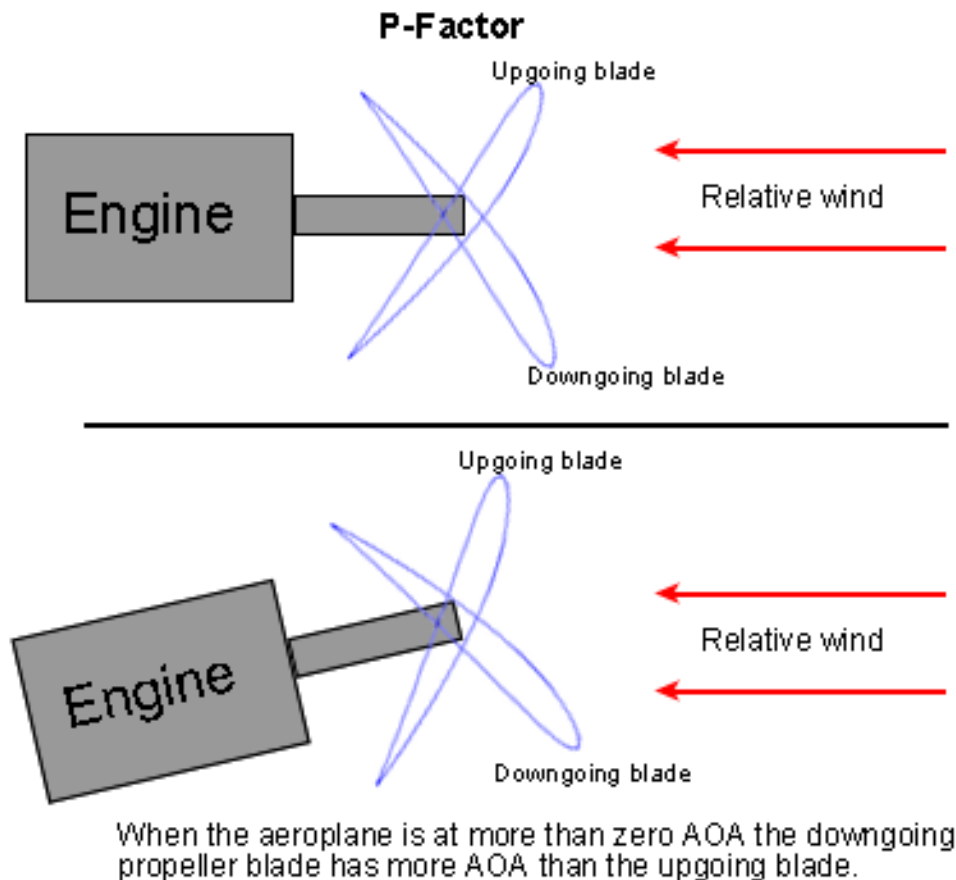 P-Factor
Upgoing blade
Engine
Relative wind
Downgoing blade
Upgoing blade
Engine
Relative wind
Downgoing blade
When the aeroplane is at more than zero AOA the downgoing
propeller blade has more AOA than the upgoing blade.